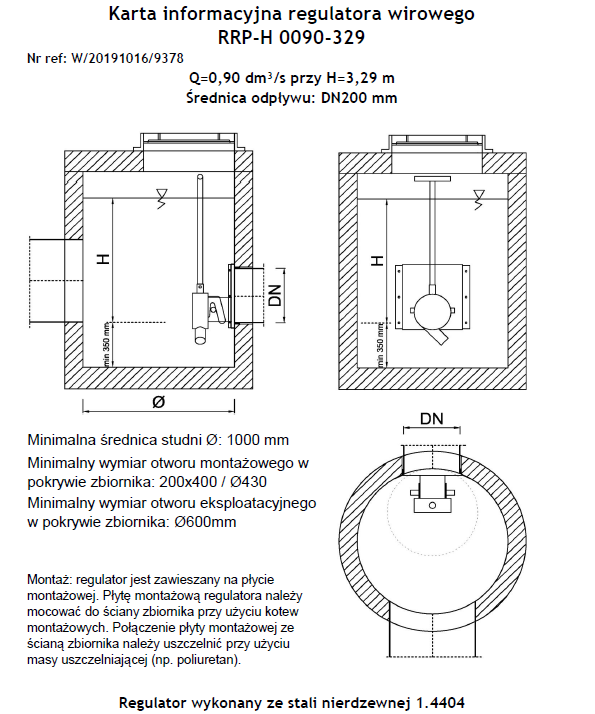 Karta informacyjna regulatora wirowego
RRP-H 0090-329
Nr ref: W/20191016/9378
Q=0,90 dm³/s przy H=3,29 m
Średnica odpływu: DN200 mm
H
DN
min 350 mm
Ø
H
min 350 mm
DN
Minimalna średnica studni Ø: 1000 mm
Minimalny wymiar otworu montażowego w
pokrywie zbiornika: 200x400 / Ø430
Minimalny wymiar otworu eksploatacyjnego
w pokrywie zbiornika: Ø600mm
Montaż: regulator jest zawieszany na płycie
montażowej. Płytę montażową regulatora należy
mocować do ściany zbiornika przy użyciu kotew
montażowych. Połączenie płyty montażowej ze
ścianą zbiornika należy uszczelnić przy użyciu
masy uszczelniającej (np. poliuretan).
Regulator wykonany ze stali nierdzewnej 1.4404